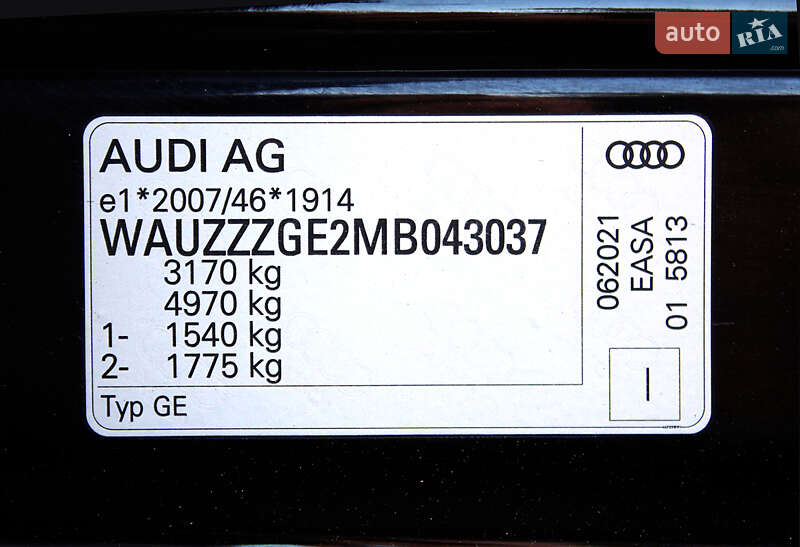 auto
RIA
.com
AUDI AG
e1*2007/46*1914
WAUZZZGE2MB043037
3170 kg
4970 kg
1- 1540 kg
2- 1775 kg
Typ GE
062021
EASA
01 5813
I